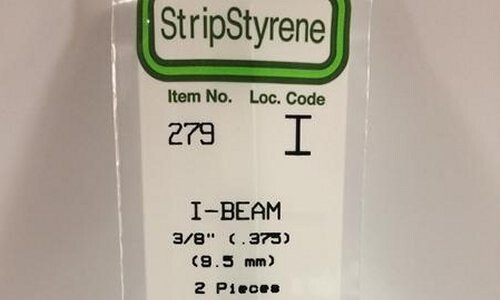 StripStyrene
Item No. Loc. Code
279 I
I-BEAM
3/8" (.375)
(9.5 mm)
2 Pieces